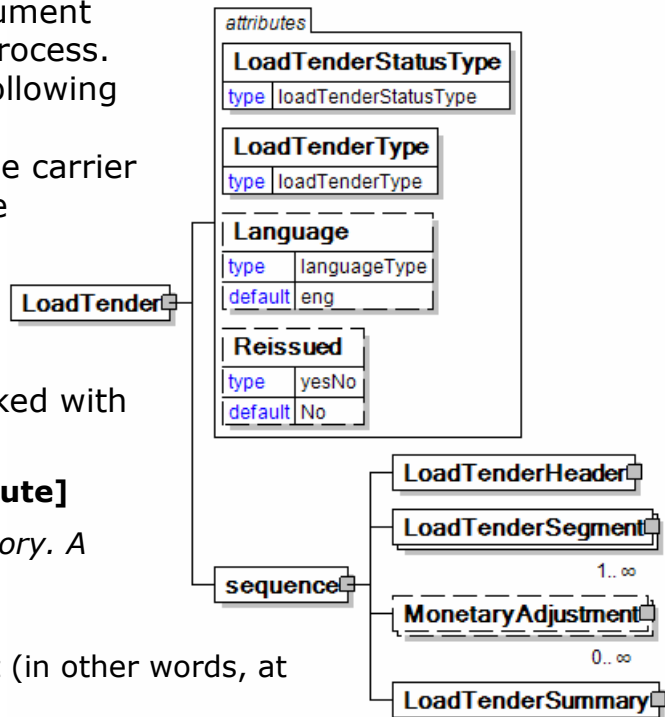 ument
rocess.
ollowing
e carrier
e
ked with
ute]
ory. A
(in other words, at
attributes
LoadTenderStatusType
type loadTenderStatusType
LoadTenderType
type loadTenderType
Language
type languageType
default eng
Reissued
type yesNo
default No
LoadTender
sequence
LoadTenderHeader
LoadTenderSegment
1.. ∞
MonetaryAdjustment
0.. ∞
LoadTenderSummary